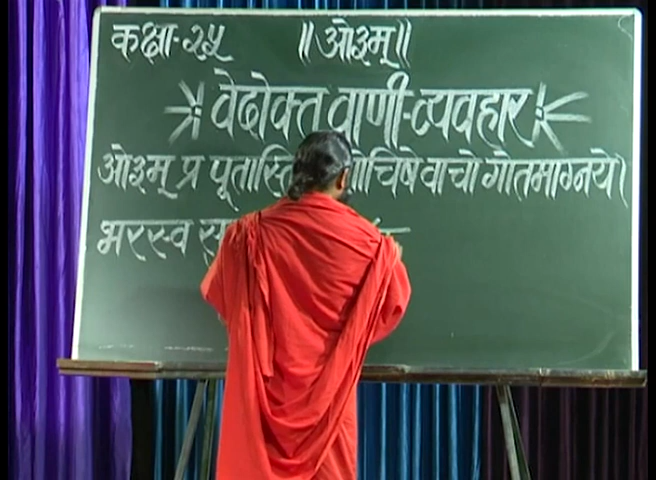 कक्षा-२५ ॥ओ३म्॥
वेदोक्त वाणी-व्यवहार
ओ३म् प्र पूतास्ति वाचो गोतमाग्नये।
भरस्व